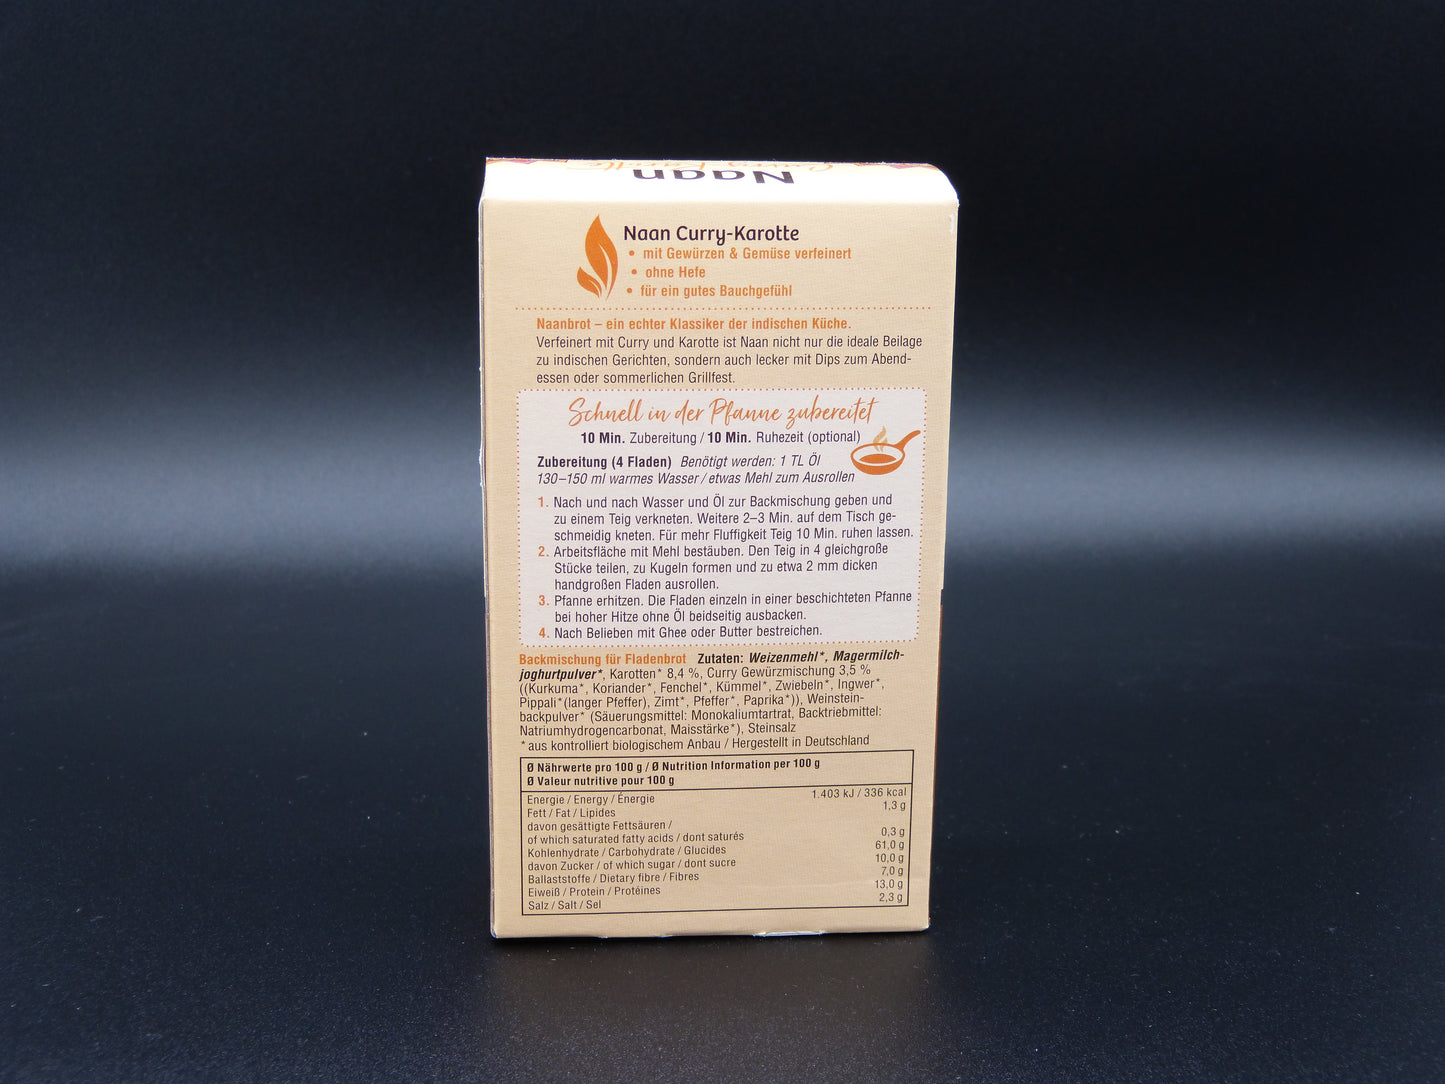 Naan
Curry-Karotte
Naan Curry-Karotte
• mit Gewürzen & Gemüse verfeinert
• ohne Hefe
• für ein gutes Bauchgefühl
Naanbrot – ein echter Klassiker der indischen Küche.
Verfeinert mit Curry und Karotte ist Naan nicht nur die ideale Beilage
zu indischen Gerichten, sondern auch lecker mit Dips zum Abend-
essen oder sommerlichen Grillfest.
Schnell in der Pfanne zubereitet
10 Min. Zubereitung / 10 Min. Ruhezeit (optional)
Zubereitung (4 Fladen) Benötigt werden: 1 TL Öl
130–150 ml warmes Wasser / etwas Mehl zum Ausrollen
1. Nach und nach Wasser und Öl zur Backmischung geben und
zu einem Teig verkneten. Weitere 2–3 Min. auf dem Tisch ge-
schmeidig kneten. Für mehr Fluffigkeit Teig 10 Min. ruhen lassen.
2. Arbeitsfläche mit Mehl bestäuben. Den Teig in 4 gleichgroße
Stücke teilen, zu Kugeln formen und zu etwa 2 mm dicken
handgroßen Fladen ausrollen.
3. Pfanne erhitzen. Die Fladen einzeln in einer beschichteten Pfanne
bei hoher Hitze ohne Öl beidseitig ausbacken.
4. Nach Belieben mit Ghee oder Butter bestreichen.
Backmischung für Fladenbrot Zutaten: Weizenmehl*, Magermilch-
joghurtpulver*, Karotten* 8,4 %, Curry Gewürzmischung 3,5 %
((Kurkuma*, Koriander*, Fenchel*, Kümmel*, Zwiebeln*, Ingwer*,
Pippali*(langer Pfeffer), Zimt*, Pfeffer*, Paprika*)), Weinstein-
backpulver* (Säuerungsmittel: Monokaliumtartrat, Backtriebmittel:
Natriumhydrogencarbonat, Maisstärke*), Steinsalz
* aus kontrolliert biologischem Anbau / Hergestellt in Deutschland
Ø Nährwerte pro 100 g / Ø Nutrition Information per 100 g
Ø Valeur nutritive pour 100 g
Energie / Energy / Énergie 1.403 kJ / 336 kcal
Fett / Fat / Lipides 1,3 g
davon gesättigte Fettsäuren /
of which saturated fatty acids / dont saturés 0,3 g
Kohlenhydrate / Carbohydrate / Glucides 61,0 g
davon Zucker / of which sugar / dont sucre 10,0 g
Ballaststoffe / Dietary fibre / Fibres 7,0 g
Eiweiß / Protein / Protéines 13,0 g
Salz / Salt / Sel 2,3 g